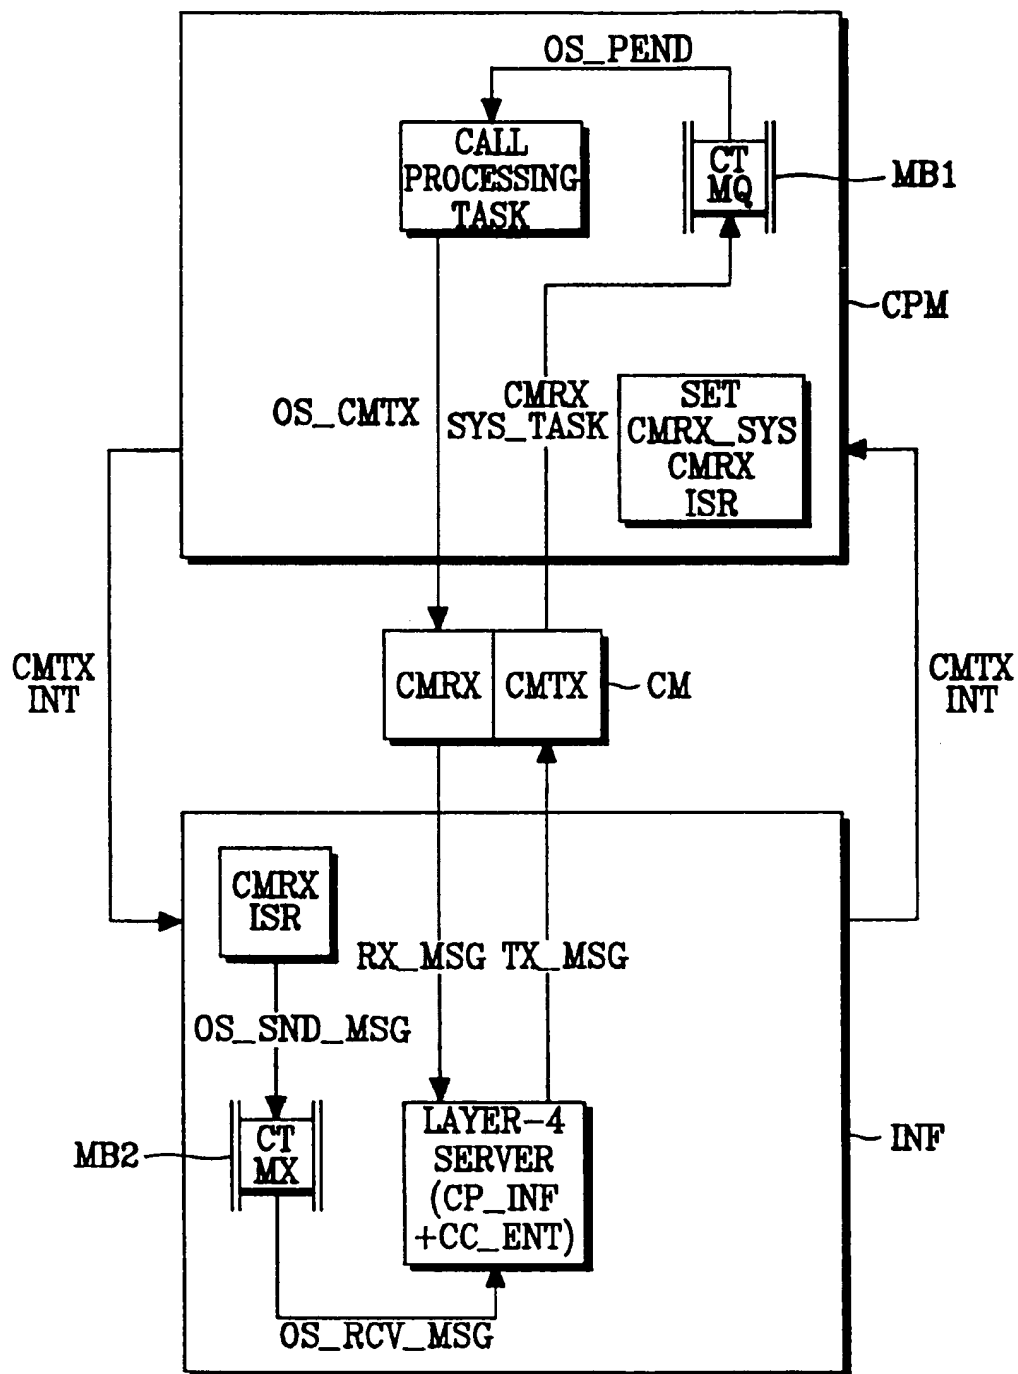 OS_PEND
CALL
PROCESSING
TASK
CT
MQ
MB1
CPM
OS_CMTX
CMRX
SYS_TASK
SET
CMRX_SYS
CMRX
ISR
CMTX
INT
CMRX
CMTX
CM
CMTX
INT
CMRX
ISR
RX_MSG
TX_MSG
OS_SND_MSG
MB2
CT
MX
LAYER-4
SERVER
(CP_INF
+CC_ENT)
INF
OS_RCV_MSG